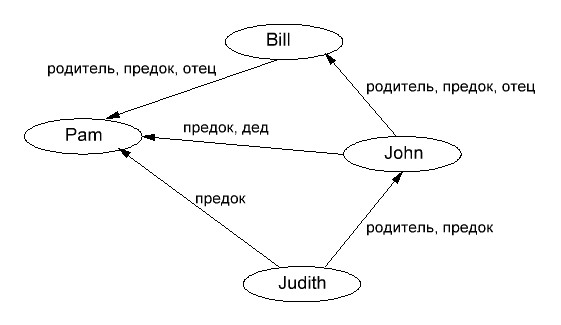 Bill
родитель, предок, отец
родитель, предок, отец
Pam
предок, дед
John
предок
родитель, предок
Judith